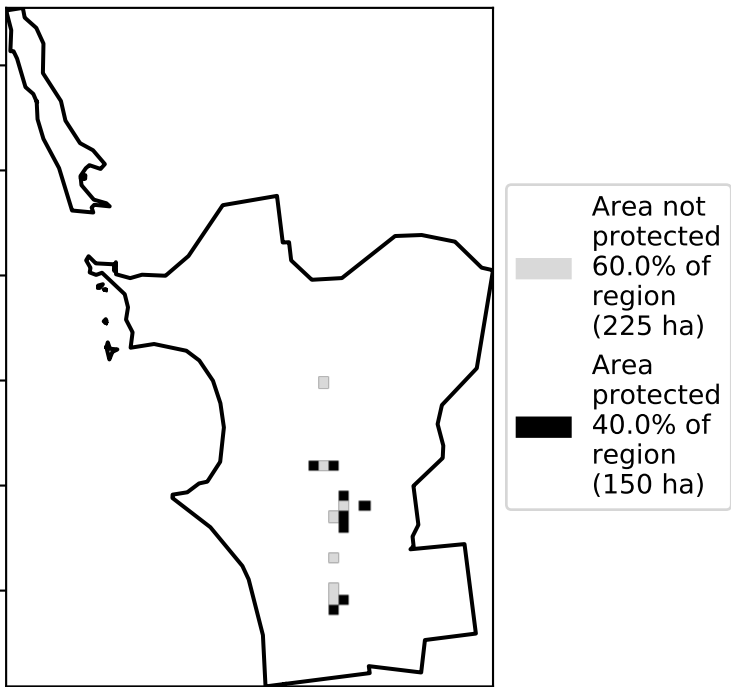 Area not
protected
60.0% of
region
(225 ha)
Area
protected
40.0% of
region
(150 ha)